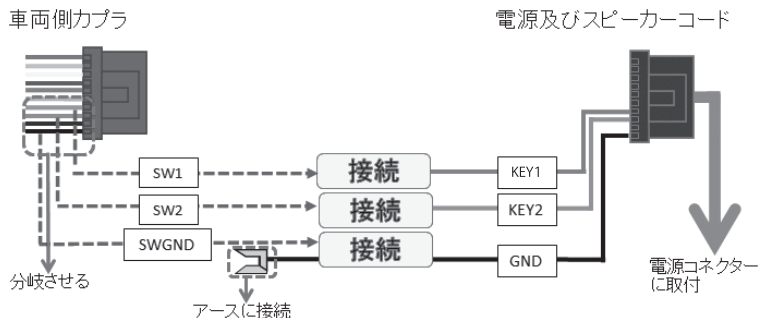 車両側カプラ
電源及びスピーカーコード
SW1
接続
KEY1
SW2
接続
KEY2
SWGND
接続
GND
分岐させる
アースに接続
電源コネクター
に取付